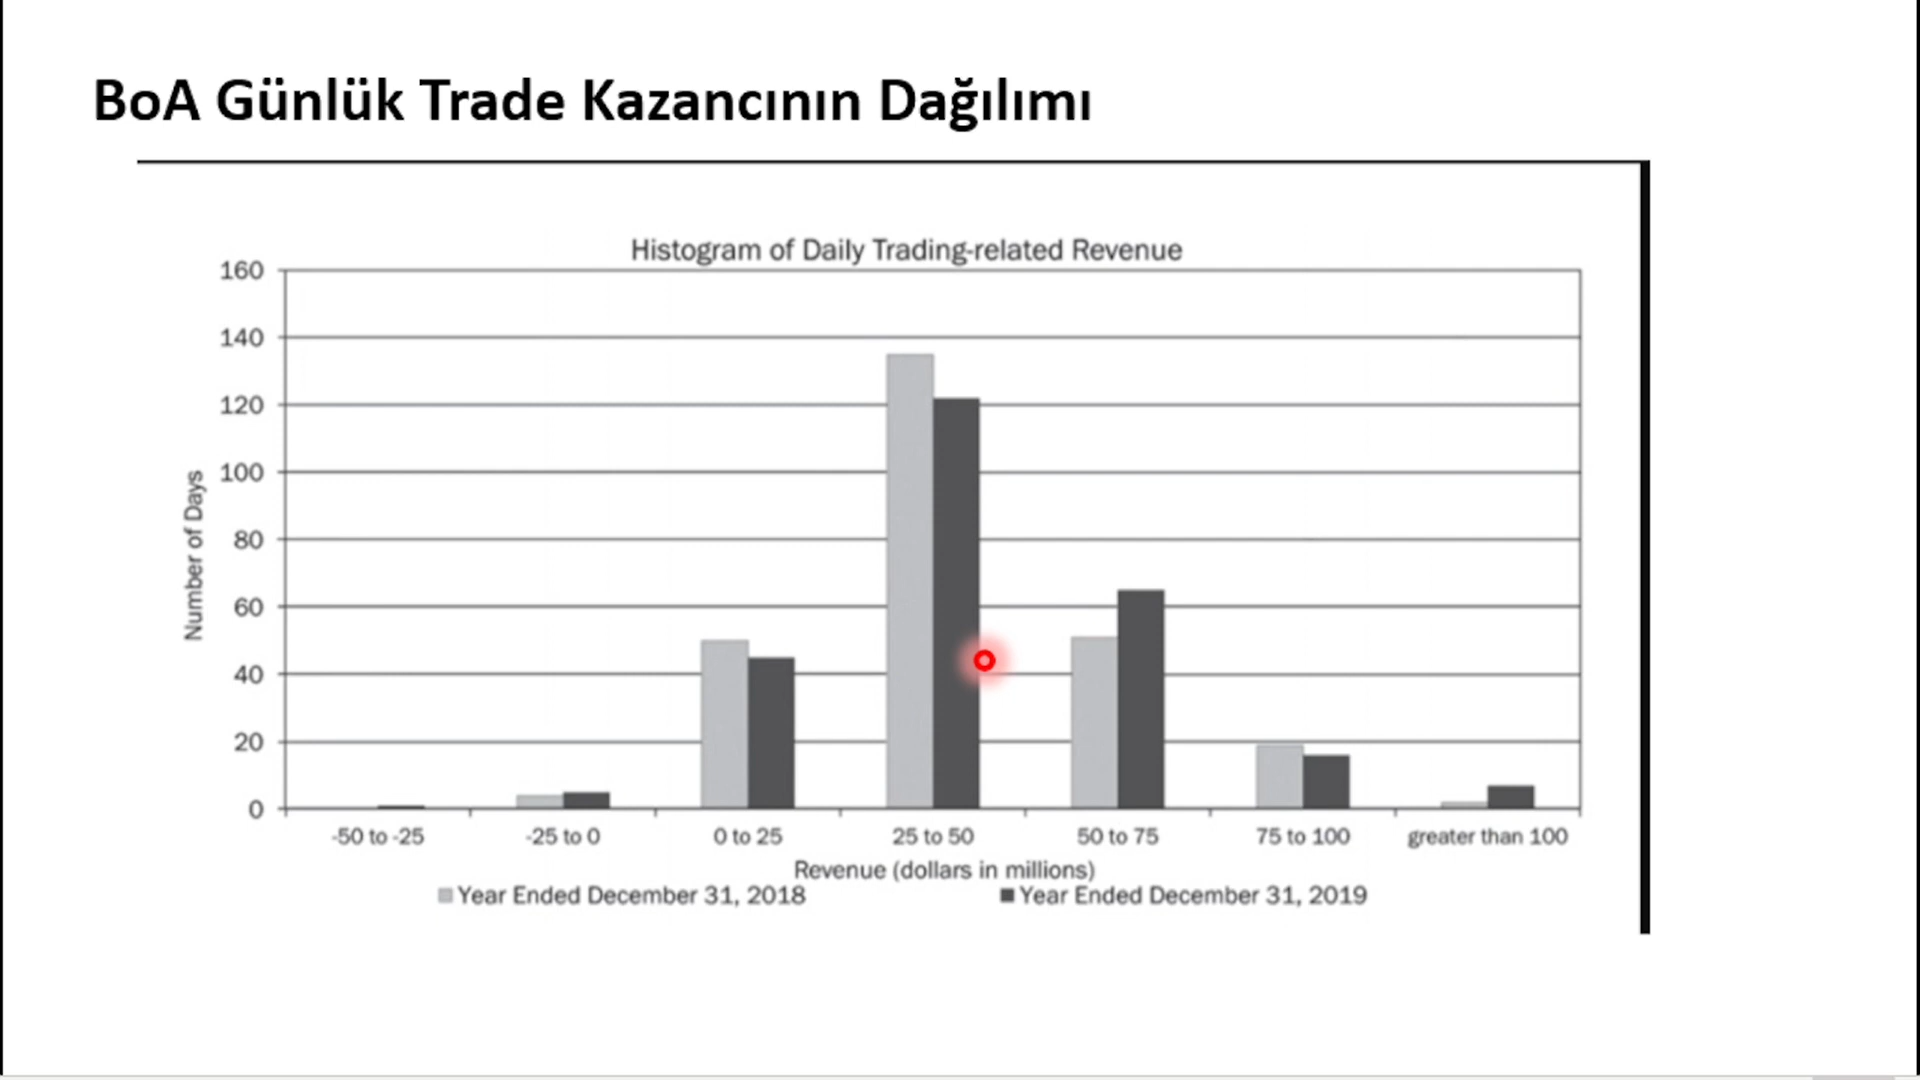 BoA Günlük Trade Kazancının Dağılımı
Histogram of Daily Trading-related Revenue
160
140
120
100
80
60
40
20
0
Number of Days
-50 to -25
-25 to 0
0 to 25
25 to 50
50 to 75
75 to 100
greater than 100
Revenue (dollars in millions)
Year Ended December 31, 2018
Year Ended December 31, 2019